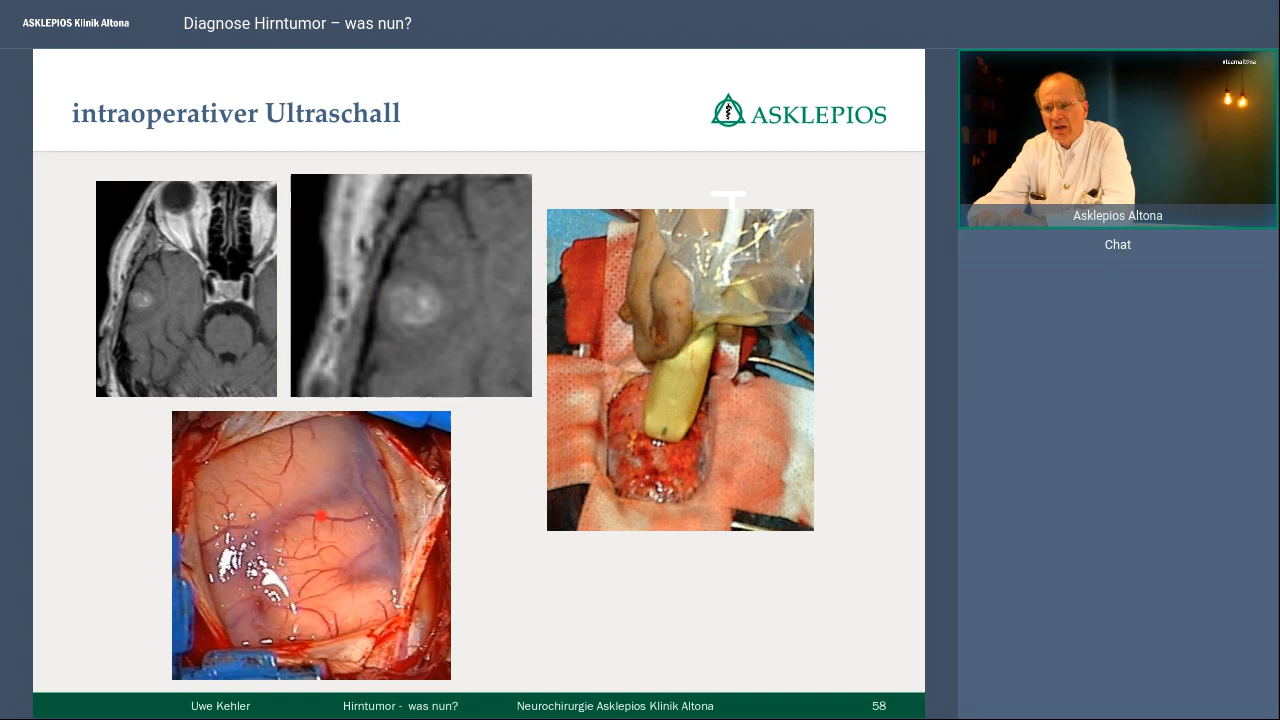 ASKLEPIOS Klinik Altona
Diagnose Hirntumor – was nun?
#teamaltona
intraoperativer Ultraschall
ASKLEPIOS
T
Asklepios Altona
Chat
Uwe Kehler
Hirntumor - was nun?
Neurochirurgie Asklepios Klinik Altona
58